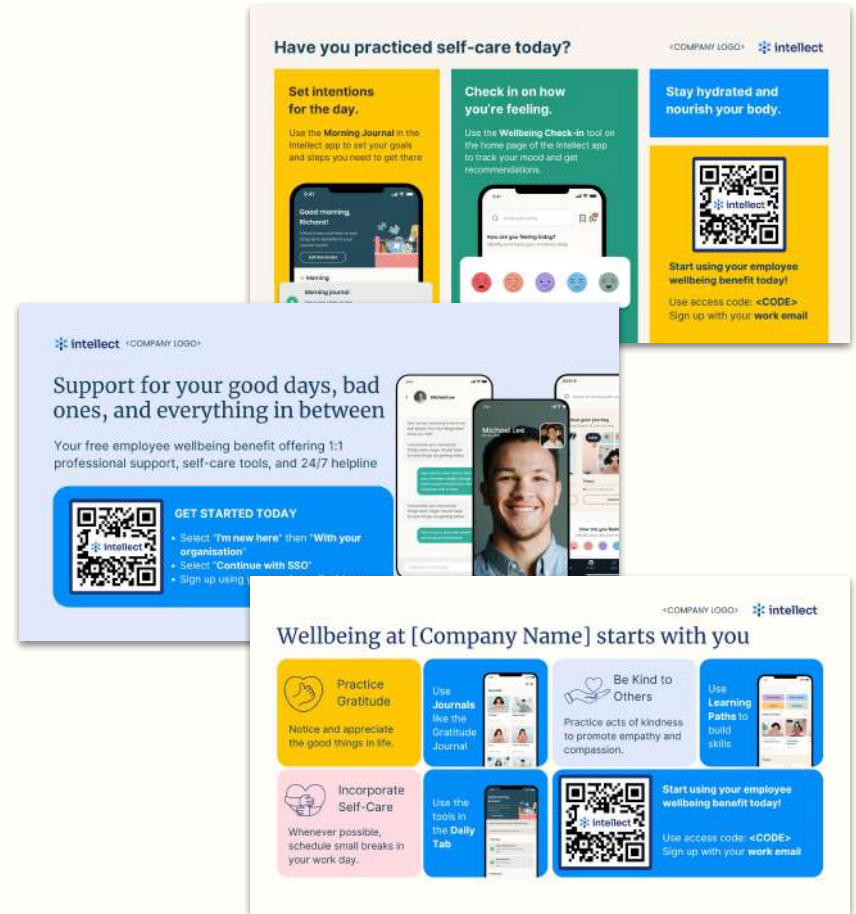 Have you practiced self-care today?
<COMPANY LOGO> intellect
Set intentions
for the day.
Use the Morning Journal in the
Intellect app to set your goals
and steps you need to get there
9:41
Good morning,
Richard!
Edit Reminder
Morning
Morning journal
Check in on how
you're feeling.
Use the Wellbeing Check-in tool on
the home page of the Intellect app
to track your mood and get
recommendations.
9:41
How are you feeling today?
Stay hydrated and
nourish your body.
intellect
Start using your employee
wellbeing benefit today!
Use access code: <CODE>
Sign up with your work email
intellect <COMPANY LOGO>
Support for your good days, bad
ones, and everything in between
Your free employee wellbeing benefit offering 1:1
professional support, self-care tools, and 24/7 helpline
intellect
GET STARTED TODAY
• Select "I'm new here" then "With your
organisation"
• Select "Continue with SSO"
• Sign up using
Michael Lee
Michael Lee
<COMPANY LOGO> intellect
Wellbeing at [Company Name] starts with you
Practice
Gratitude
Notice and appreciate
the good things in life.
Use
Journals
like the
Gratitude
Journal
Be Kind to
Others
Practice acts of kindness
to promote empathy and
compassion.
Use
Learning
Paths to
build
skills
Incorporate
Self-Care
Whenever possible,
schedule small breaks in
your work day.
Use the
tools in
the Daily
Tab
intellect
Start using your employee
wellbeing benefit today!
Use access code: <CODE>
Sign up with your work email